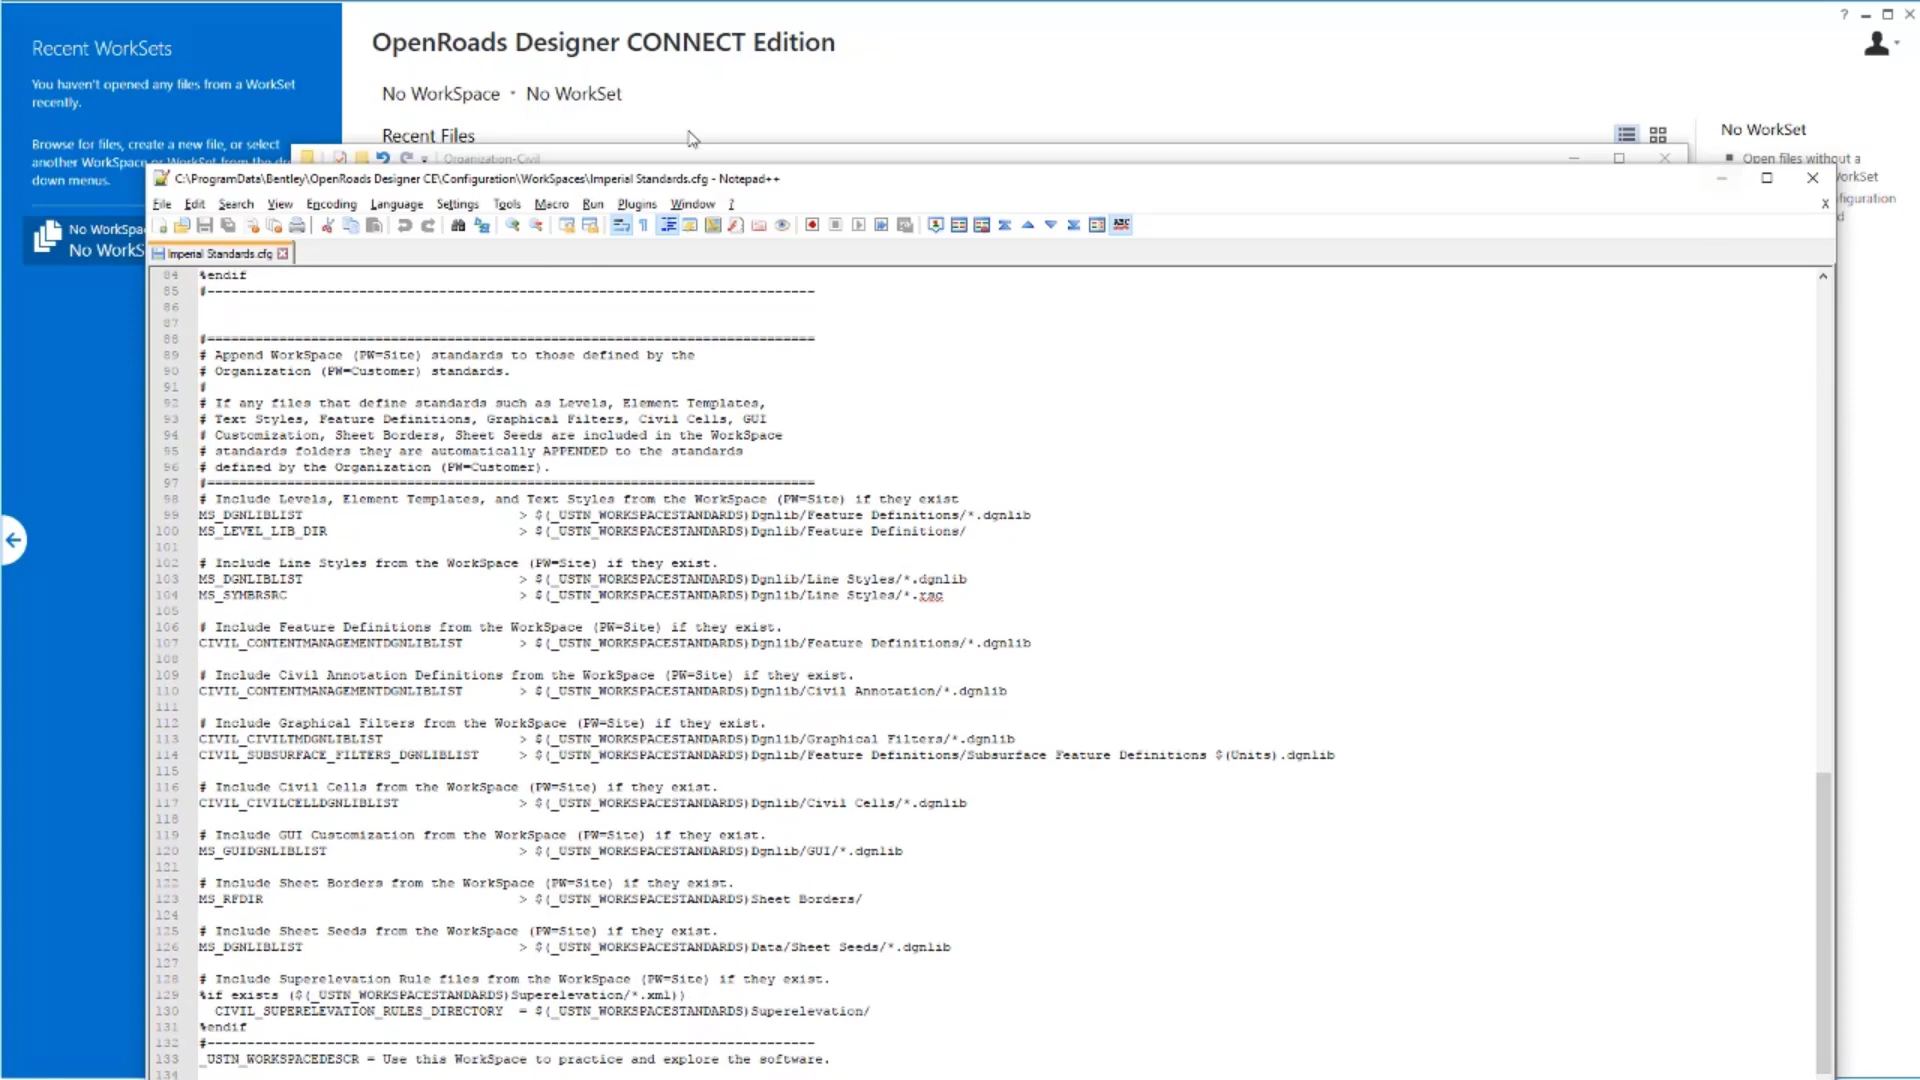 Recent WorkSets
You haven't opened any files from a WorkSet
recently.
Browse for files, create a new file, or select
another WorkSpace or WorkSet from the
down menus.
No WorkSpa
No WorkS
OpenRoads Designer CONNECT Edition
No WorkSpace
No WorkSet
Recent Files
?
No WorkSet
Open files without a
orkSet
figuration
d
Organization-Civil
C:\ProgramData\Bentley\OpenRoads Designer CE\Configuration\WorkSpaces\Imperial Standards.cfg - Notepad++
File Edit Search View Encoding Language Settings Tools Macro Run Plugins Window ?
X
Imperial Standards.cfg
84 %endif
85 #----------------------------------------------------------------------------
86
87
88 #============================================================================
89 # Append WorkSpace (PW=Site) standards to those defined by the
90 # Organization (PW=Customer) standards.
91 #
92 # If any files that define standards such as Levels, Element Templates,
93 # Text Styles, Feature Definitions, Graphical Filters, Civil Cells, GUI
94 # Customization, Sheet Borders, Sheet Seeds are included in the WorkSpace
95 # standards folders they are automatically APPENDED to the standards
96 # defined by the Organization (PW=Customer).
97 #============================================================================
98 # Include Levels, Element Templates, and Text Styles from the WorkSpace (PW=Site) if they exist
99 MS_DGNLIBLIST > $(_USTN_WORKSPACESTANDARDS)Dgnlib/Feature Definitions/*.dgnlib
100 MS_LEVEL_LIB_DIR > $(_USTN_WORKSPACESTANDARDS)Dgnlib/Feature Definitions/
101
102 # Include Line Styles from the WorkSpace (PW=Site) if they exist.
103 MS_DGNLIBLIST > $(_USTN_WORKSPACESTANDARDS)Dgnlib/Line Styles/*.dgnlib
104 MS_SYMBRSRC > $(_USTN_WORKSPACESTANDARDS)Dgnlib/Line Styles/*.rsc
105
106 # Include Feature Definitions from the WorkSpace (PW=Site) if they exist.
107 CIVIL_CONTENTMANAGEMENTDGNLIBLIST > $(_USTN_WORKSPACESTANDARDS)Dgnlib/Feature Definitions/*.dgnlib
108
109 # Include Civil Annotation Definitions from the WorkSpace (PW=Site) if they exist.
110 CIVIL_CONTENTMANAGEMENTDGNLIBLIST > $(_USTN_WORKSPACESTANDARDS)Dgnlib/Civil Annotation/*.dgnlib
111
112 # Include Graphical Filters from the WorkSpace (PW=Site) if they exist.
113 CIVIL_CIVILTMDGNLIBLIST > $(_USTN_WORKSPACESTANDARDS)Dgnlib/Graphical Filters/*.dgnlib
114 CIVIL_SUBSURFACE_FILTERS_DGNLIBLIST > $(_USTN_WORKSPACESTANDARDS)Dgnlib/Feature Definitions/Subsurface Feature Definitions $(Units).dgnlib
115
116 # Include Civil Cells from the WorkSpace (PW=Site) if they exist.
117 CIVIL_CIVILCELLDGNLIBLIST > $(_USTN_WORKSPACESTANDARDS)Dgnlib/Civil Cells/*.dgnlib
118
119 # Include GUI Customization from the WorkSpace (PW=Site) if they exist.
120 MS_GUIDGNLIBLIST > $(_USTN_WORKSPACESTANDARDS)Dgnlib/GUI/*.dgnlib
121
122 # Include Sheet Borders from the WorkSpace (PW=Site) if they exist.
123 MS_RFDIR > $(_USTN_WORKSPACESTANDARDS)Sheet Borders/
124
125 # Include Sheet Seeds from the WorkSpace (PW=Site) if they exist.
126 MS_DGNLIBLIST > $(_USTN_WORKSPACESTANDARDS)Data/Sheet Seeds/*.dgnlib
127
128 # Include Superelevation Rule files from the WorkSpace (PW=Site) if they exist.
129 %if exists ($(_USTN_WORKSPACESTANDARDS)Superelevation/*.xml))
130 CIVIL_SUPERELEVATION_RULES_DIRECTORY = $(_USTN_WORKSPACESTANDARDS)Superelevation/
131 %endif
132 #----------------------------------------------------------------------------
133 _USTN_WORKSPACEDESCR = Use this WorkSpace to practice and explore the software.
134